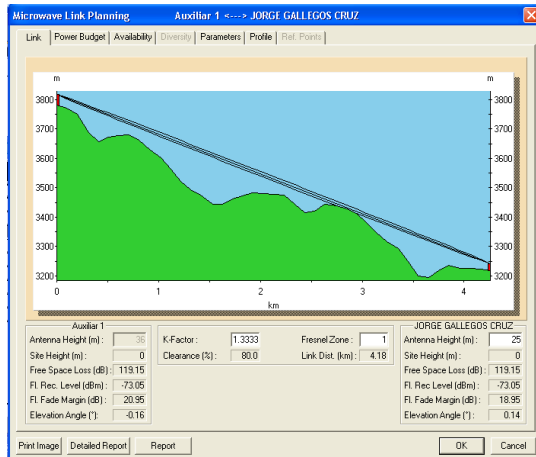 Microwave Link Planning Auxiliar 1 <---> JORGE GALLEGOS CRUZ
Link Power Budget Availability Diversity Parameters Profile Ref. Points
m m
3800 3800
3700 3700
3600 3600
3500 3500
3400 3400
3300 3300
3200 3200
0 1 2 3 4
km
Auxiliar 1
Antenna Height (m) : 36
Site Height (m) : 0
Free Space Loss (dB) : 119.15
Fl. Rec. Level (dBm) : -73.05
Fl. Fade Margin (dB) : 20.95
Elevation Angle (°): -0.16
K-Factor : 1.3333 Fresnel Zone : 1
Clearance (%) : 80.0 Link Dist. (km) : 4.18
JORGE GALLEGOS CRUZ
Antenna Height (m) : 25
Site Height (m) : 0
Free Space Loss (dB) : 119.15
Fl. Rec Level (dBm) : -73.05
Fl. Fade Margin (dB) : 18.95
Elevation Angle (°) : 0.14
Print Image Detailed Report Report OK Cancel